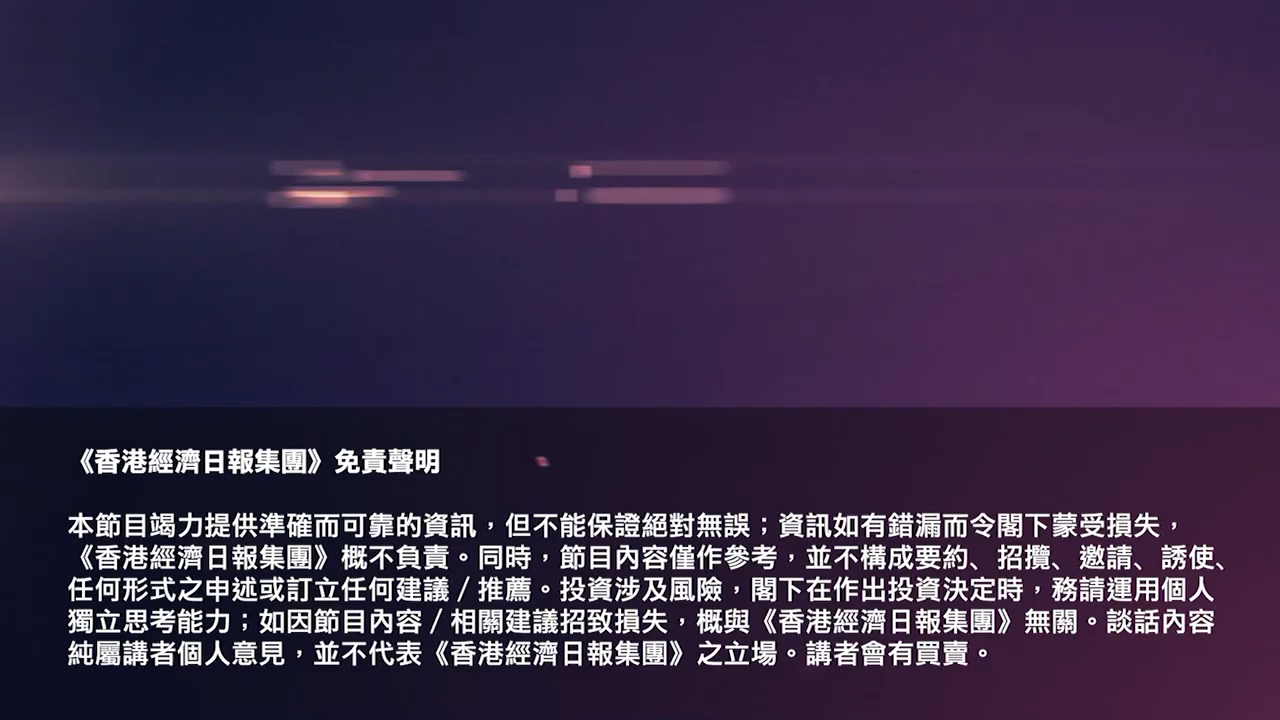 《香港經濟日報集團》免責聲明
本節目竭力提供準確而可靠的資訊，但不能保證絕對無誤；資訊如有錯漏而令閣下蒙受損失，
《香港經濟日報集團》概不負責。同時，節目內容僅作參考，並不構成要約、招攬、邀請、誘使、
任何形式之申述或訂立任何建議／推薦。投資涉及風險，閣下在作出投資決定時，務請運用個人
獨立思考能力；如因節目內容／相關建議招致損失，概與《香港經濟日報集團》無關。談話內容
純屬講者個人意見，並不代表《香港經濟日報集團》之立場。講者會有買賣。